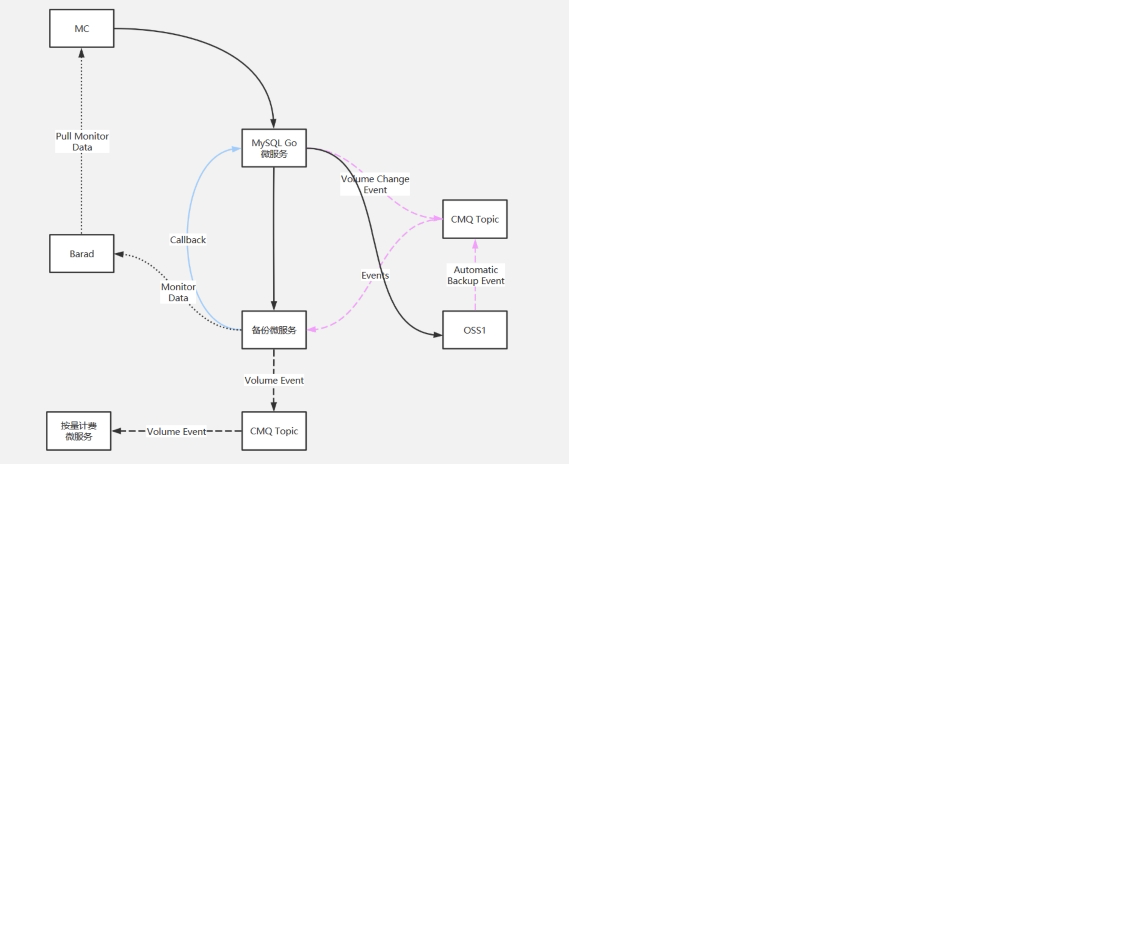 MC
Pull Monitor
Data
MySQL Go
微服务
Volume Change
Event
CMQ Topic
Callback
Barad
Monitor
Data
Events
Automatic
Backup Event
备份微服务
OSS1
Volume Event
按量计费
微服务
Volume Event
CMQ Topic